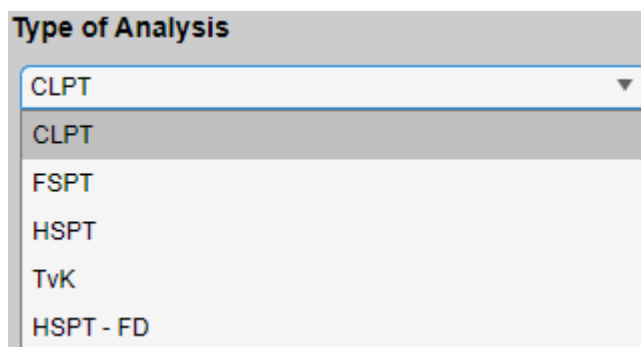 Type of Analysis
CLPT
CLPT
FSPT
HSPT
TvK
HSPT - FD